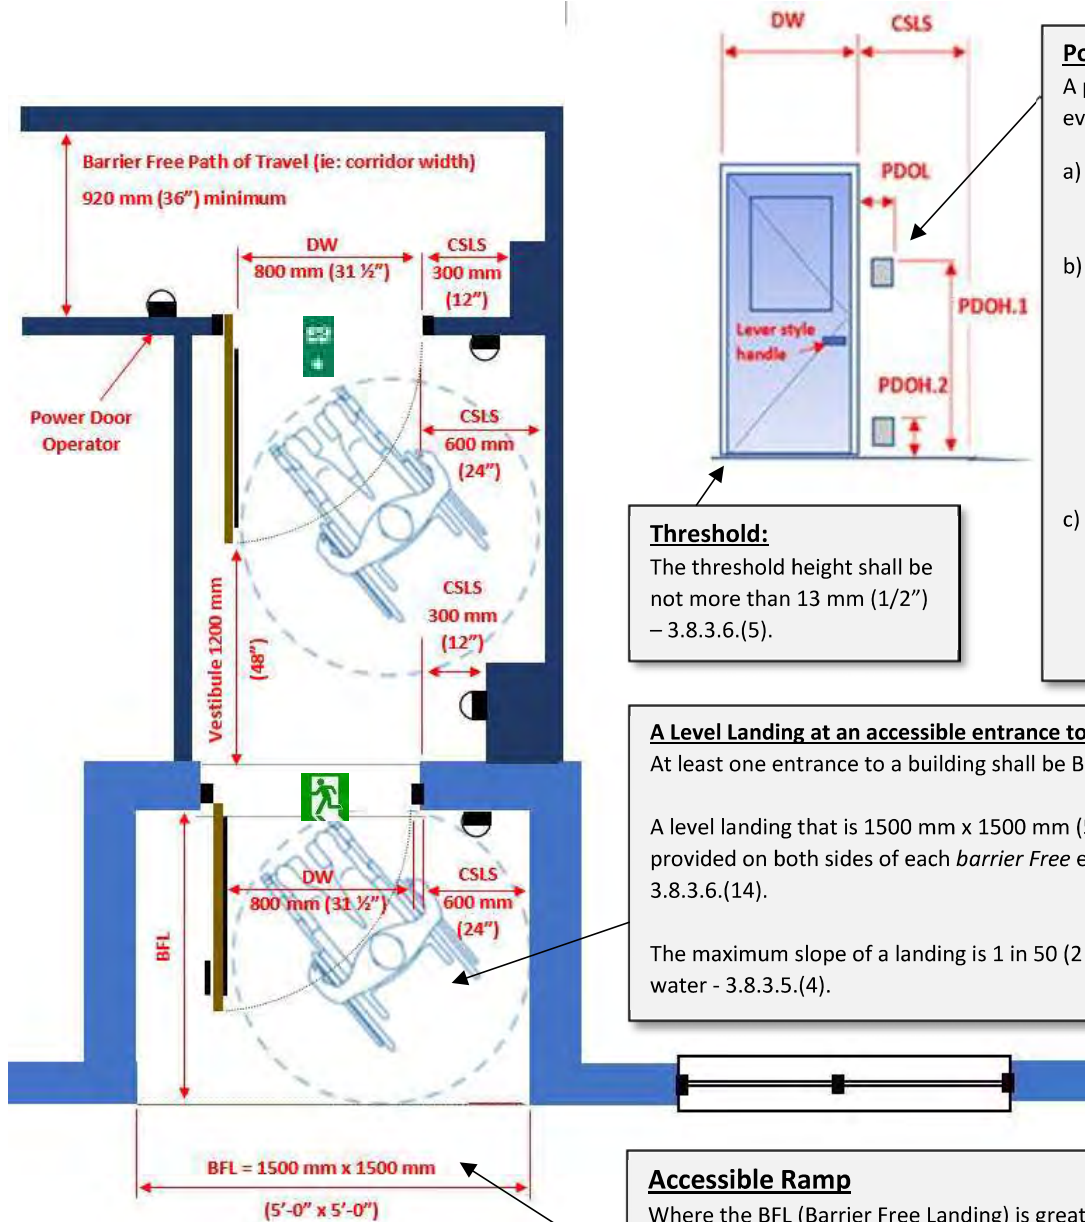 DW
CSLS
Barrier Free Path of Travel (ie: corridor width)
920 mm (36”) minimum
DW
800 mm (31 ½”)
CSLS
300 mm
(12”)
Power Door
Operator
CSLS
600 mm
(24”)
Vestibule 1200 mm
(48”)
CSLS
300 mm
(12”)
DW
800 mm (31 ½”)
CSLS
600 mm
(24”)
BFL
BFL = 1500 mm x 1500 mm
(5’-0” x 5’-0”)
PDOL
PDOH.1
Lever style
handle
PDOH.2
A p
ev
a)
b)
c)
Threshold:
The threshold height shall be
not more than 13 mm (1/2”)
– 3.8.3.6.(5).
A Level Landing at an accessible entrance to
At least one entrance to a building shall be B
A level landing that is 1500 mm x 1500 mm (5
provided on both sides of each barrier Free e
3.8.3.6.(14).
The maximum slope of a landing is 1 in 50 (2
water - 3.8.3.5.(4).
Accessible Ramp
Where the BFL (Barrier Free Landing) is great